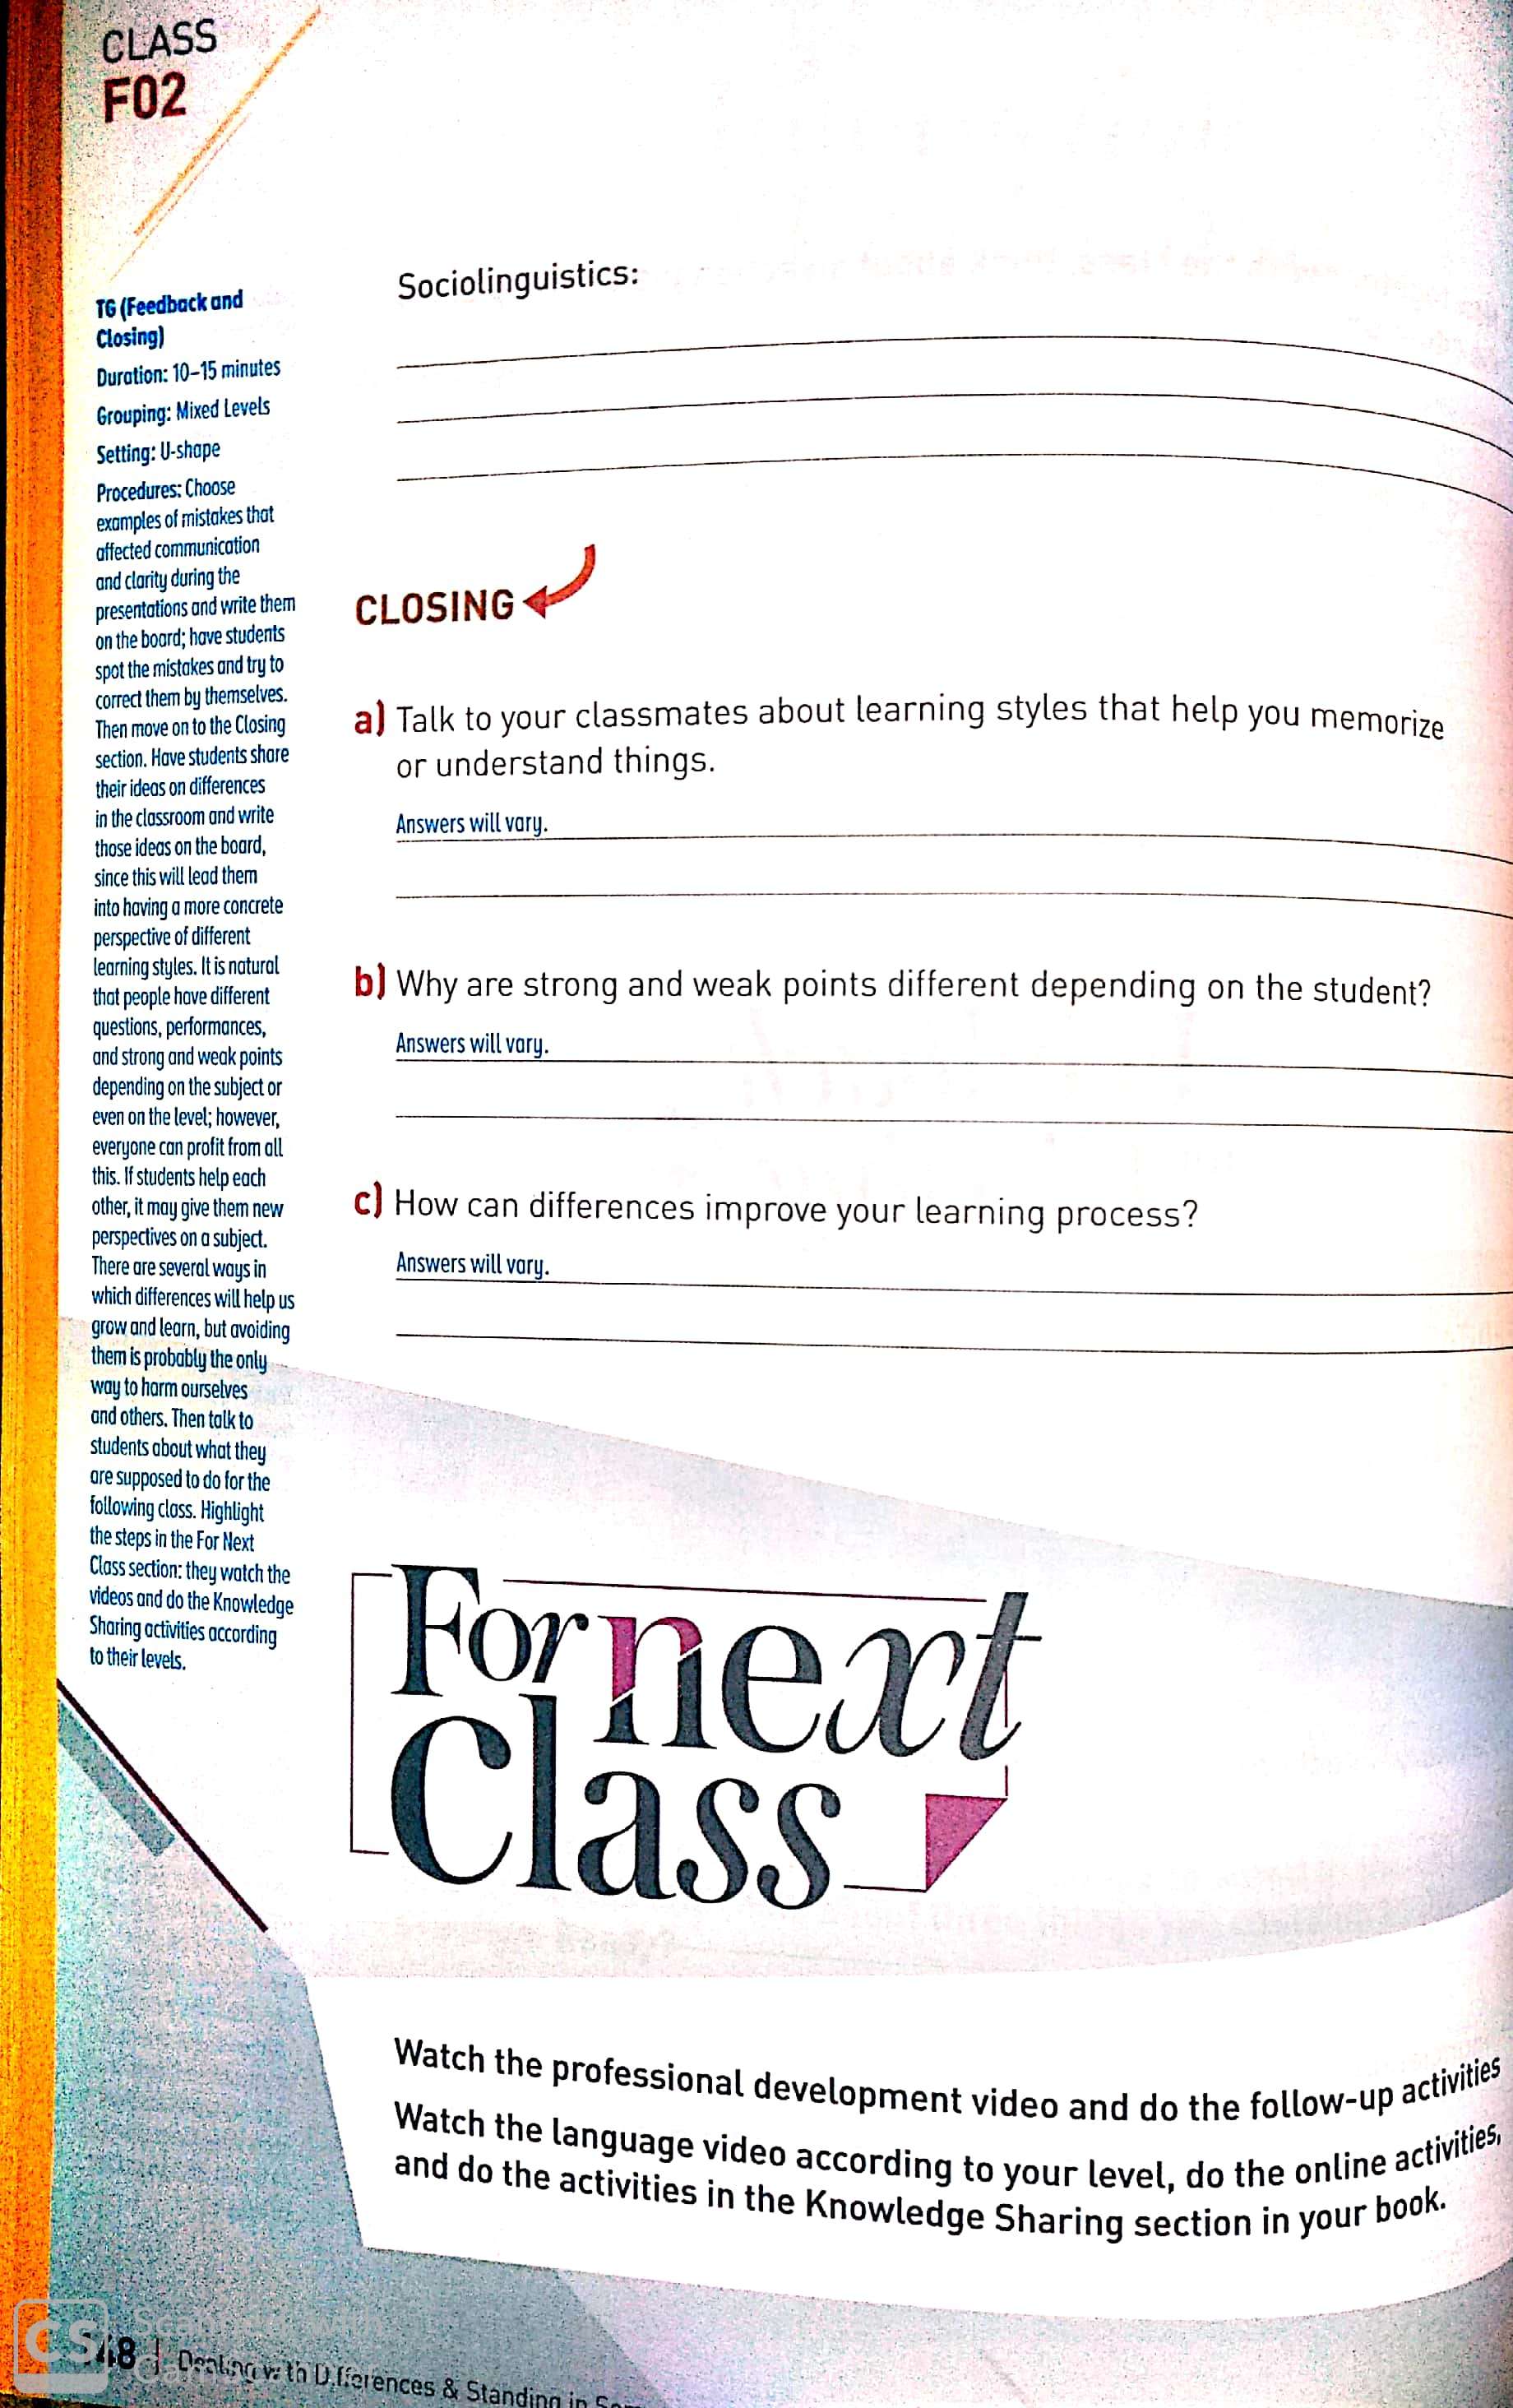 CLASS
F02
TG (Feedback and
Closing)
Duration: 10–15 minutes
Grouping: Mixed Levels
Setting: U-shape
Procedures: Choose
examples of mistakes that
affected communication
and clarity during the
presentations and write them
on the board; have students
spot the mistakes and try to
correct them by themselves.
Then move on to the Closing
section. Have students share
their ideas on differences
in the classroom and write
those ideas on the board,
since this will lead them
into having a more concrete
perspective of different
learning styles. It is natural
that people have different
questions, performances,
and strong and weak points
depending on the subject or
even on the level; however,
everyone can profit from all
this. If students help each
other, it may give them new
perspectives on a subject.
There are several ways in
which differences will help us
grow and learn, but avoiding
them is probably the only
way to harm ourselves
and others. Then talk to
students about what they
are supposed to do for the
following class. Highlight
the steps in the For Next
Class section: they watch the
videos and do the Knowledge
Sharing activities according
to their levels.
Sociolinguistics:
CLOSING
a) Talk to your classmates about learning styles that help you memorize
or understand things.
Answers will vary.
b) Why are strong and weak points different depending on the student?
Answers will vary.
c) How can differences improve your learning process?
Answers will vary.
For next
Class
Watch the professional development video and do the follow-up activities
Watch the language video according to your level, do the online activities,
and do the activities in the Knowledge Sharing section in your book.
CS Scanned with
48 | Dealing with Differences & Standing in